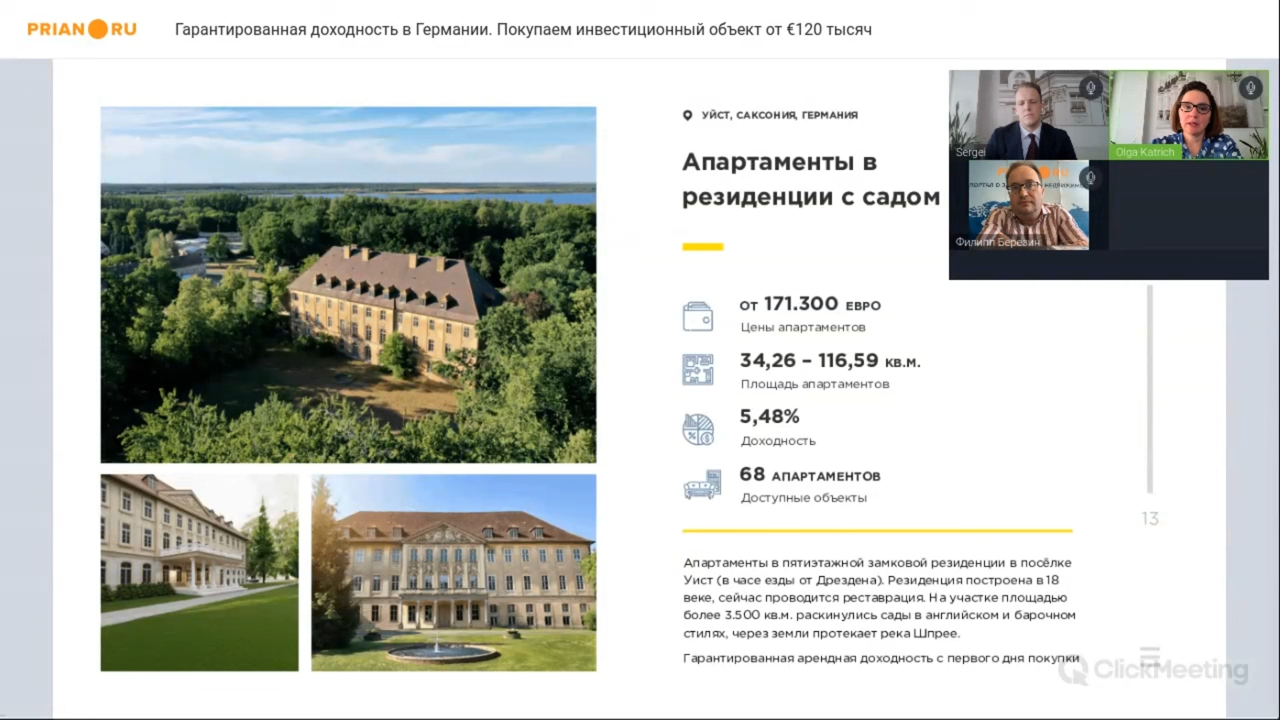 PRIAN RU
Гарантированная доходность в Германии. Покупаем инвестиционный объект от €120 тысяч
УЙСТ, САКСОНИЯ, ГЕРМАНИЯ
Апартаменты в
резиденции с садом
Sergei
Olga Katrich
Филипп Березин
ОТ 171.300 ЕВРО
Цены апартаментов
34,26 – 116,59 КВ.М.
Площадь апартаментов
5,48%
Доходность
68 АПАРТАМЕНТОВ
Доступные объекты
13
Апартаменты в пятиэтажной замковой резиденции в посёлке
Уист (в часе езды от Дрездена). Резиденция построена в 18
веке, сейчас проводится реставрация. На участке площадью
более 3.500 кв.м. раскинулись сады в английском и барочном
стилях, через земли протекает река Шпрее.
Гарантированная арендная доходность с первого дня покупки
ClickMeeting